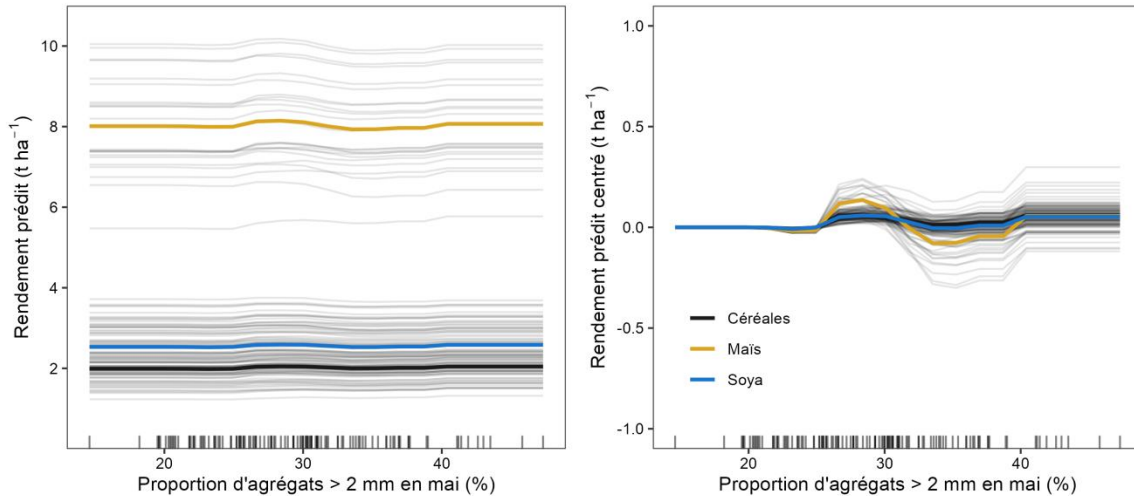 Rendement prédit (t ha⁻¹)
10
8
6
4
2
20
30
40
Proportion d'agrégats > 2 mm en mai (%)
Rendement prédit centré (t ha⁻¹)
1.0
0.5
0.0
-0.5
-1.0
Céréales
Maïs
Soya
20
30
40
Proportion d'agrégats > 2 mm en mai (%)